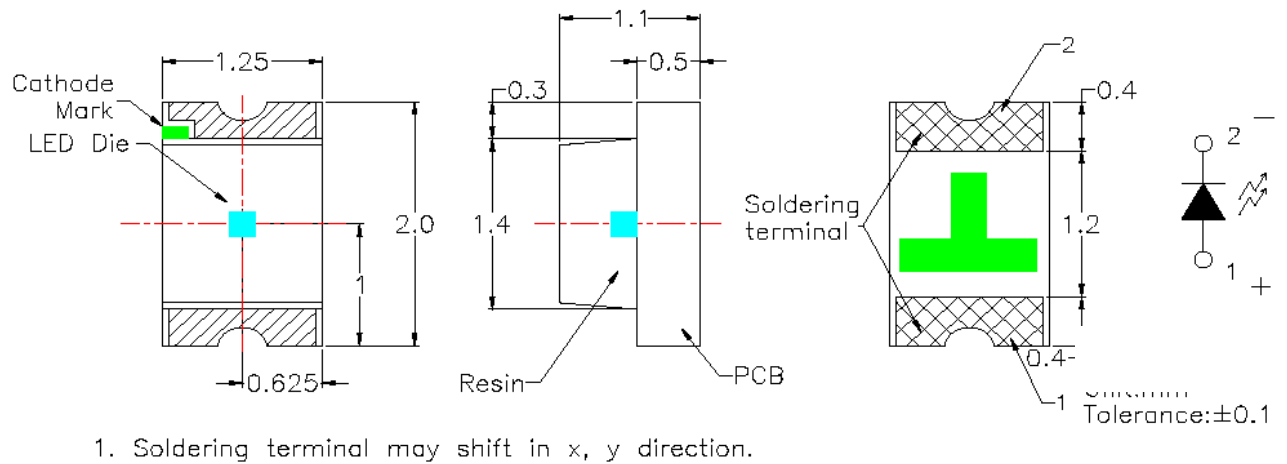 1.25
Cathode
Mark
LED Die
2.0
1
0.625
1.1
0.5
0.3
1.4
Resin
PCB
2
0.4
Soldering
terminal
1.2
0.4
1
2
−
1
+
Tolerance:±0.1
1. Soldering terminal may shift in x, y direction.